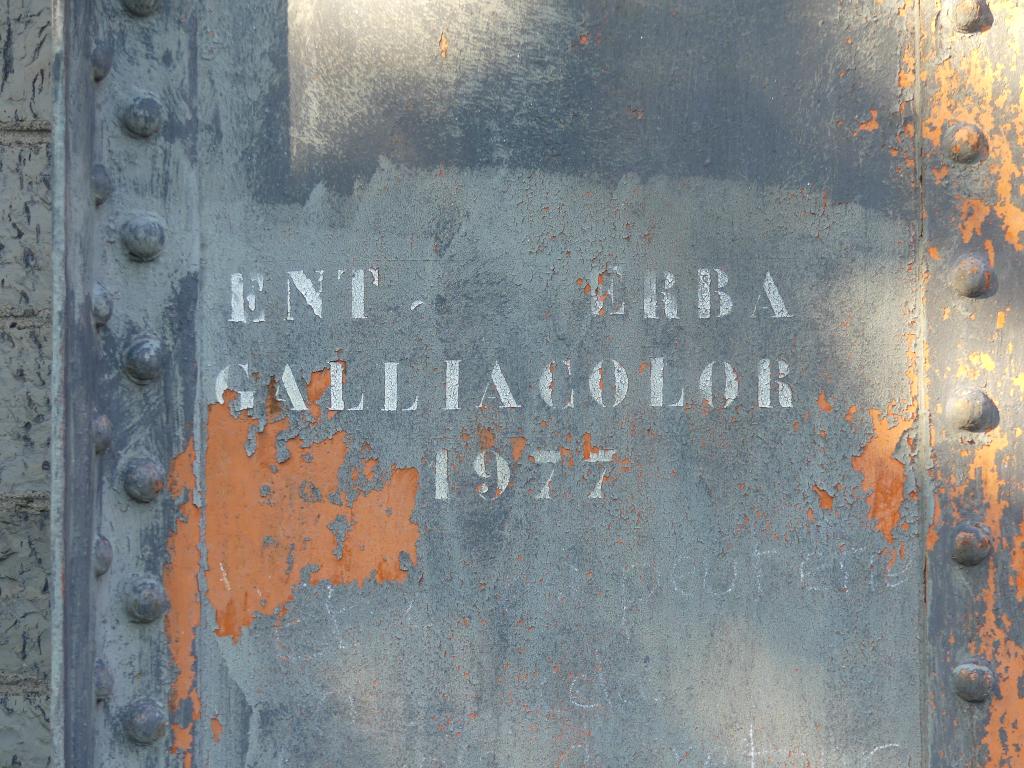 ENT. ERBA
GALLIACOLOR
1977